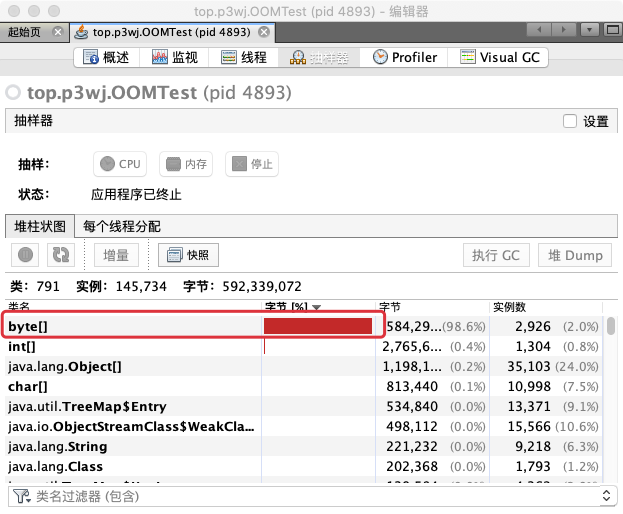 top.p3wj.OOMTest (pid 4893) - 编辑器
起始页 top.p3wj.OOMTest (pid 4893)
概述 监视 线程 抽样器 Profiler Visual GC
top.p3wj.OOMTest (pid 4893)
抽样器 设置
抽样： CPU 内存 停止
状态： 应用程序已终止
堆柱状图 每个线程分配
增量 快照 执行 GC 堆 Dump
类：791 实例：145,734 字节：592,339,072
类名 字节 [%] 字节 实例数
byte[] 584,29... (98.6%) 2,926 (2.0%)
int[] 2,765,6... (0.4%) 1,304 (0.8%)
java.lang.Object[] 1,198,1... (0.2%) 35,103 (24.0%)
char[] 813,440 (0.1%) 10,998 (7.5%)
java.util.TreeMap$Entry 534,840 (0.0%) 13,371 (9.1%)
java.io.ObjectStreamClass$WeakCla... 498,112 (0.0%) 15,566 (10.6%)
java.lang.String 221,232 (0.0%) 9,218 (6.3%)
java.lang.Class 202,368 (0.0%) 1,793 (1.2%)
类名过滤器 (包含)